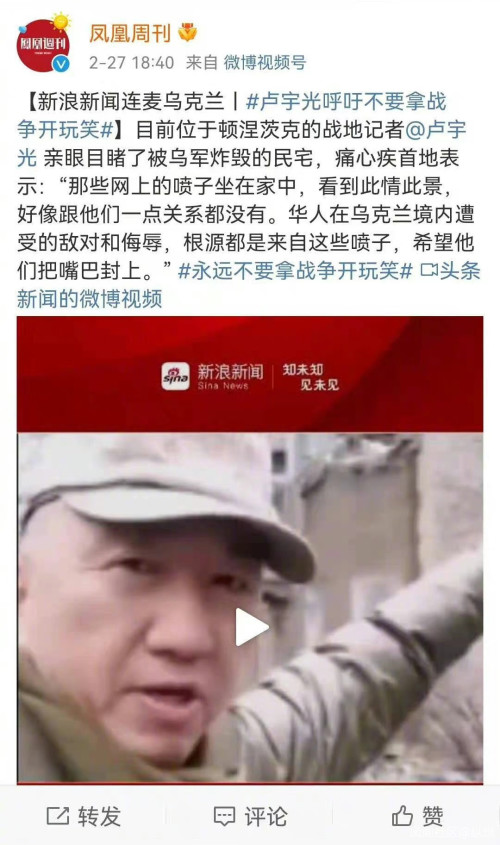 凤凰周刊
鳳凰週刊
2-27 18:40 来自 微博视频号
【新浪新闻连麦乌克兰丨#卢宇光呼吁不要拿战
争开玩笑#】目前位于顿涅茨克的战地记者@卢宇
光 亲眼目睹了被乌军炸毁的民宅，痛心疾首地表
示：“那些网上的喷子坐在家中，看到此情此景，
好像跟他们一点关系都没有。华人在乌克兰境内遭
受的敌对和侮辱，根源都是来自这些喷子，希望他
们把嘴巴封上。” #永远不要拿战争开玩笑# 头条
新闻的微博视频
sina
新浪新闻
Sina News
知未知
见未见
转发
评论
赞